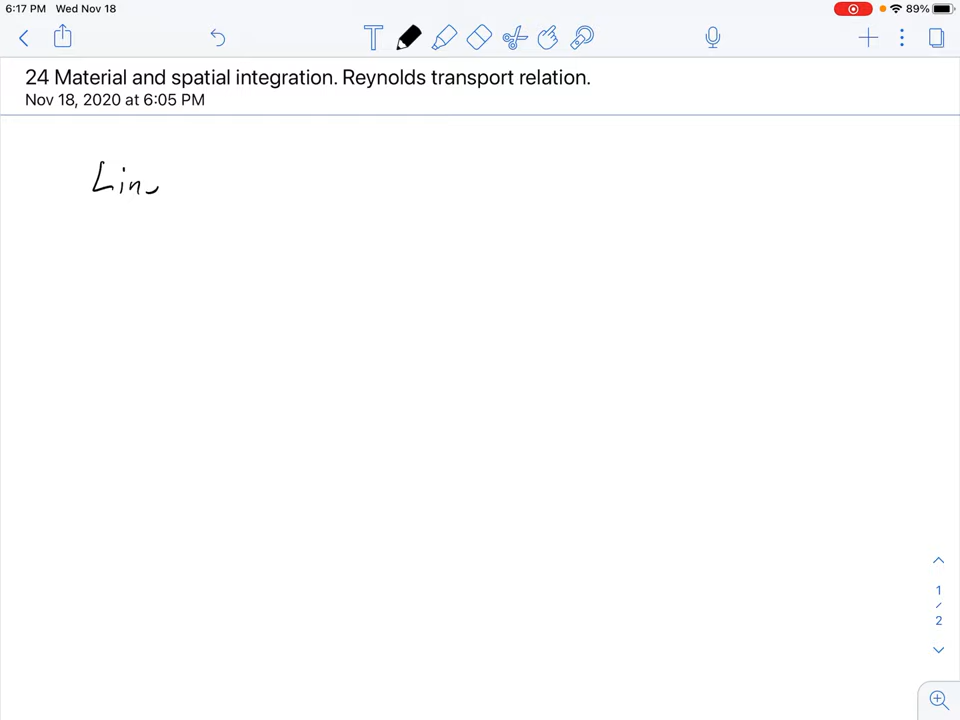 6:17 PM Wed Nov 18 89%
24 Material and spatial integration. Reynolds transport relation.
Nov 18, 2020 at 6:05 PM
Lin
1
/
2